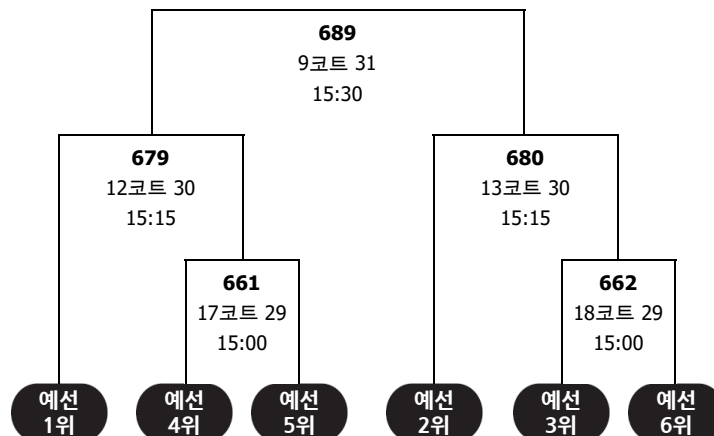 689
9코트 31
15:30
679
12코트 30
15:15
680
13코트 30
15:15
661
17코트 29
15:00
662
18코트 29
15:00
예선
1위
예선
4위
예선
5위
예선
2위
예선
3위
예선
6위